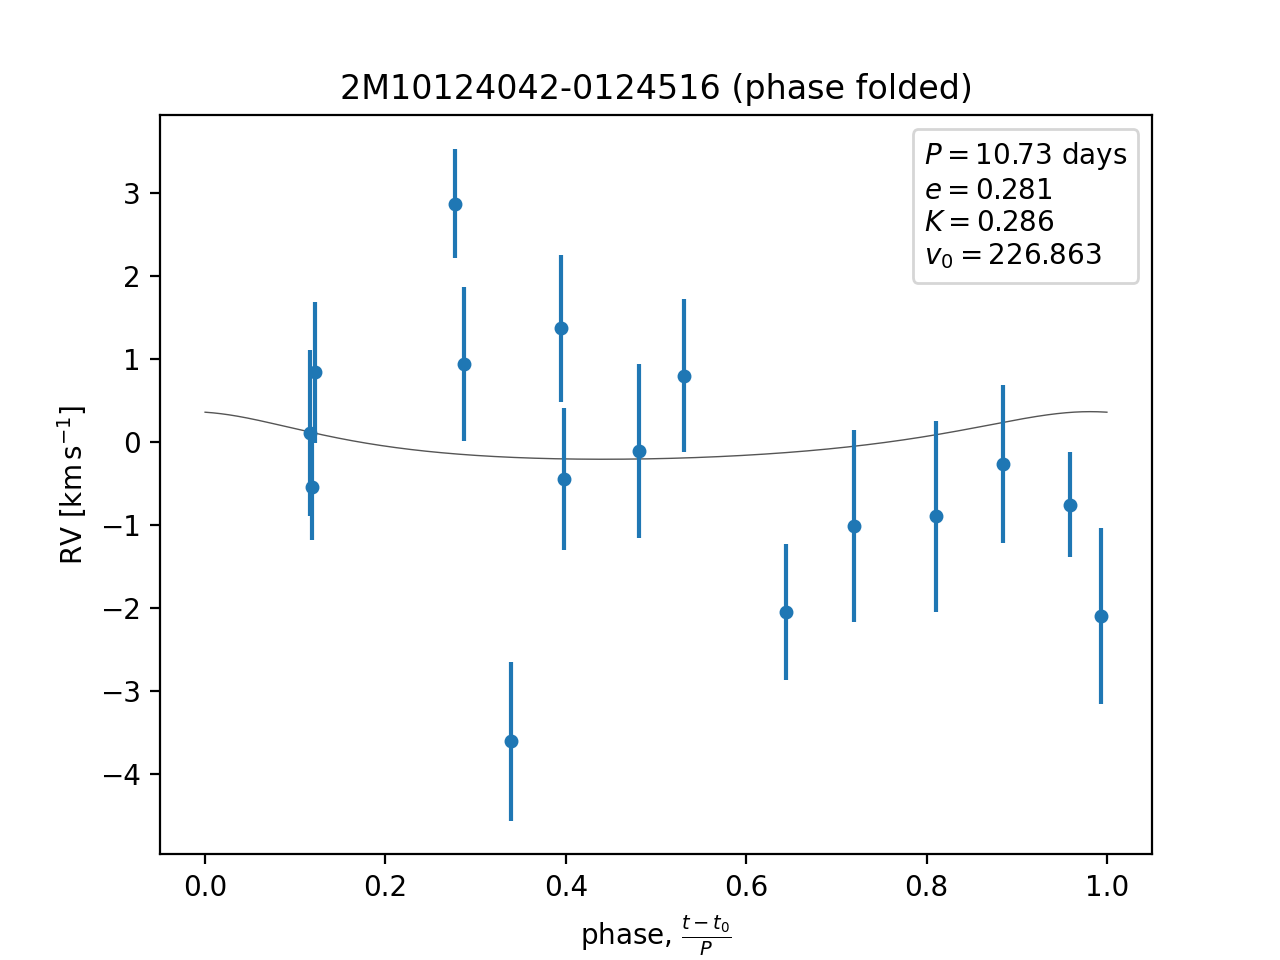 2M10124042-0124516 (phase folded)
P = 10.73 days
e = 0.281
K = 0.286
v₀ = 226.863
3
2
1
0
−1
−2
−3
−4
RV [km s⁻¹]
0.0 0.2 0.4 0.6 0.8 1.0
phase, (t − t₀)/P